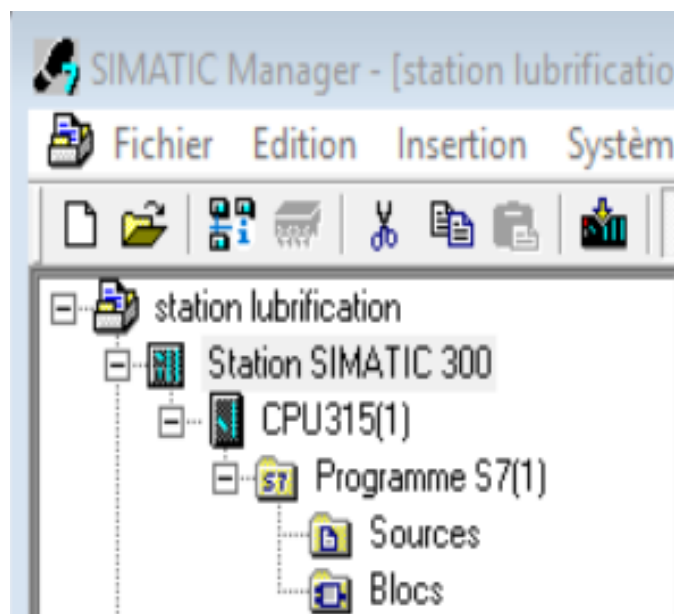 SIMATIC Manager - [station lubrificatio
Fichier Edition Insertion Systèm
station lubrification
Station SIMATIC 300
CPU315(1)
Programme S7(1)
Sources
Blocs